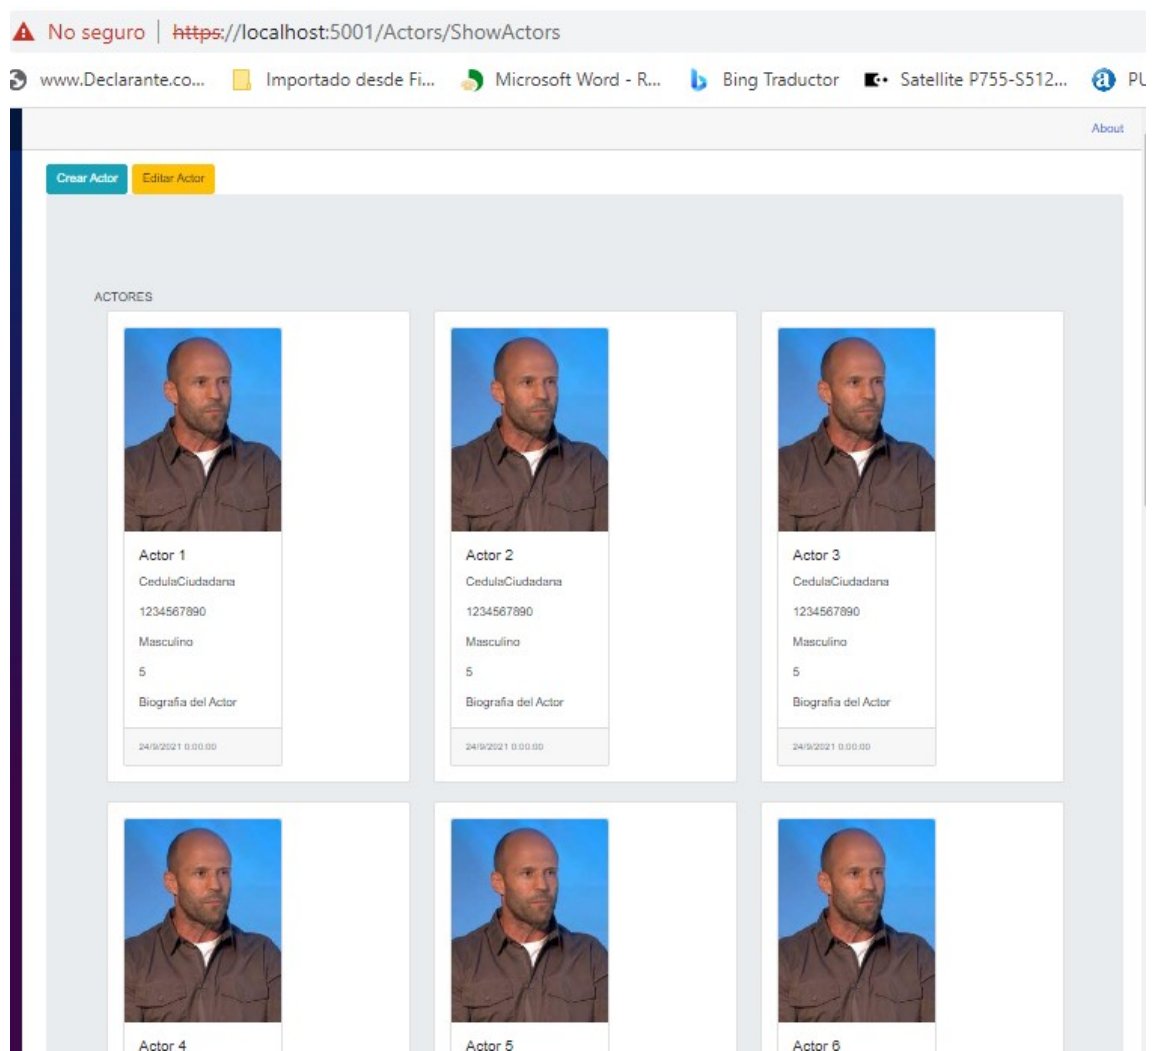 No seguro | https://localhost:5001/Actors/ShowActors
www.Declarante.co... Importado desde Fi... Microsoft Word - R... Bing Traductor Satellite P755-S512... PU
About
Crear Actor Editar Actor
ACTORES
Actor 1 Actor 2 Actor 3
CedulaCiudadana CedulaCiudadana CedulaCiudadana
1234567890 1234567890 1234567890
Masculino Masculino Masculino
5 5 5
Biografia del Actor Biografia del Actor Biografia del Actor
24/9/2021 0:00:00 24/9/2021 0:00:00 24/9/2021 0:00:00
Actor 4 Actor 5 Actor 6